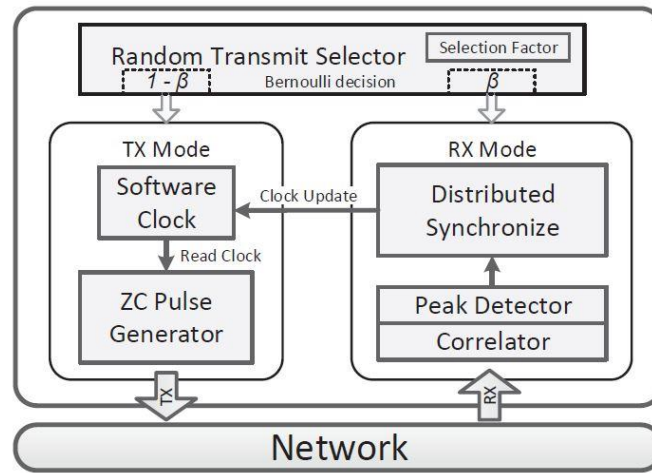 Random Transmit Selector
Selection Factor
1 - β
Bernoulli decision
β
TX Mode
RX Mode
Software
Clock
Clock Update
Distributed
Synchronize
Read Clock
ZC Pulse
Generator
Peak Detector
Correlator
TX
RX
Network